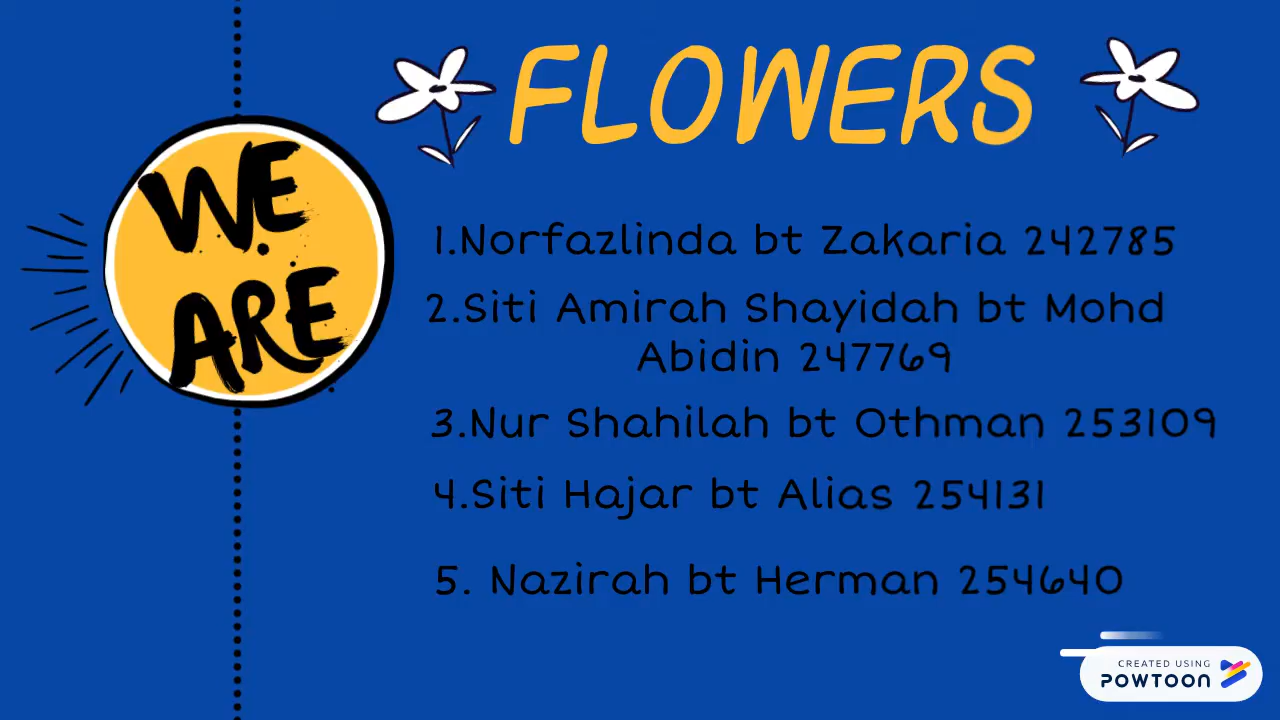 FLOWERS
WE
ARE
1.Norfazlinda bt Zakaria 242785
2.Siti Amirah Shayidah bt Mohd
Abidin 247769
3.Nur Shahilah bt Othman 253109
4.Siti Hajar bt Alias 254131
5. Nazirah bt Herman 254640
CREATED USING
POWTOON